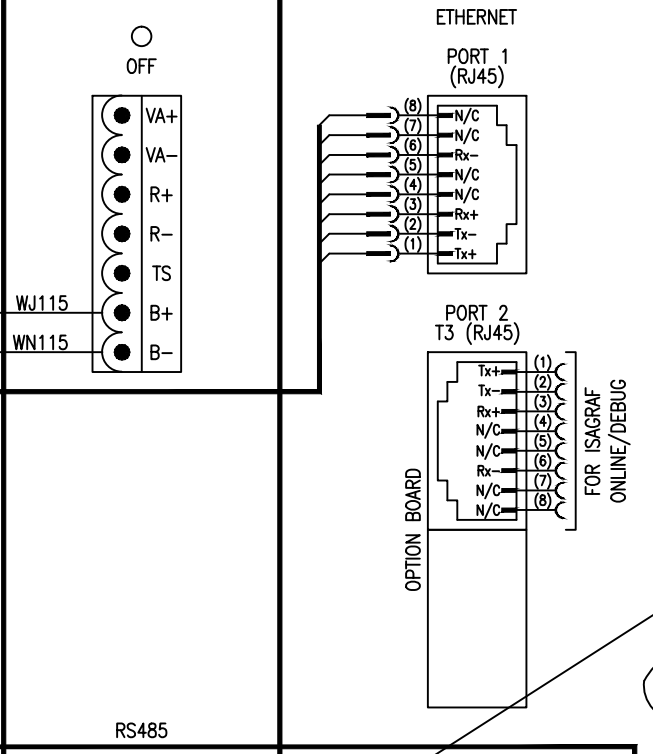 ETHERNET
PORT 1
(RJ45)
OFF
VA+
VA-
R+
R-
TS
WJ115
B+
WN115
B-
(8) N/C
(7) N/C
(6) Rx-
(5) N/C
(4) N/C
(3) Rx+
(2) Tx-
(1) Tx+
PORT 2
T3 (RJ45)
Tx+ (1)
Tx- (2)
Rx+ (3)
N/C (4)
N/C (5)
Rx- (6)
N/C (7)
N/C (8)
FOR ISAGRAF
ONLINE/DEBUG
OPTION BOARD
RS485